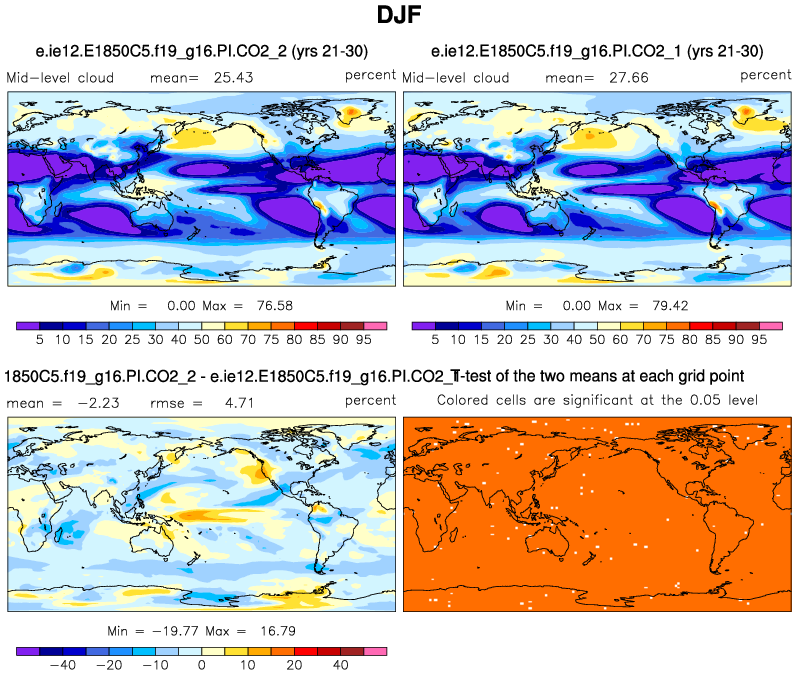 DJF
e.ie12.E1850C5.f19_g16.PI.CO2_2 (yrs 21-30)
Mid-level cloud mean= 25.43 percent
Min = 0.00 Max = 76.58
5 10 15 20 25 30 40 50 60 70 80 85 90 95
e.ie12.E1850C5.f19_g16.PI.CO2_1 (yrs 21-30)
Mid-level cloud mean= 27.66 percent
Min = 0.00 Max = 79.42
5 10 15 20 25 30 40 50 60 70 80 85 90 95
1850C5.f19_g16.PI.CO2_2 - e.ie12.E1850C5.f19_g16.PI.CO2_
mean = -2.23 rmse = 4.71 percent
Min = -19.77 Max = 16.79
-40 -20 -10 0 10 20 40
T-test of the two means at each grid point
Colored cells are significant at the 0.05 level